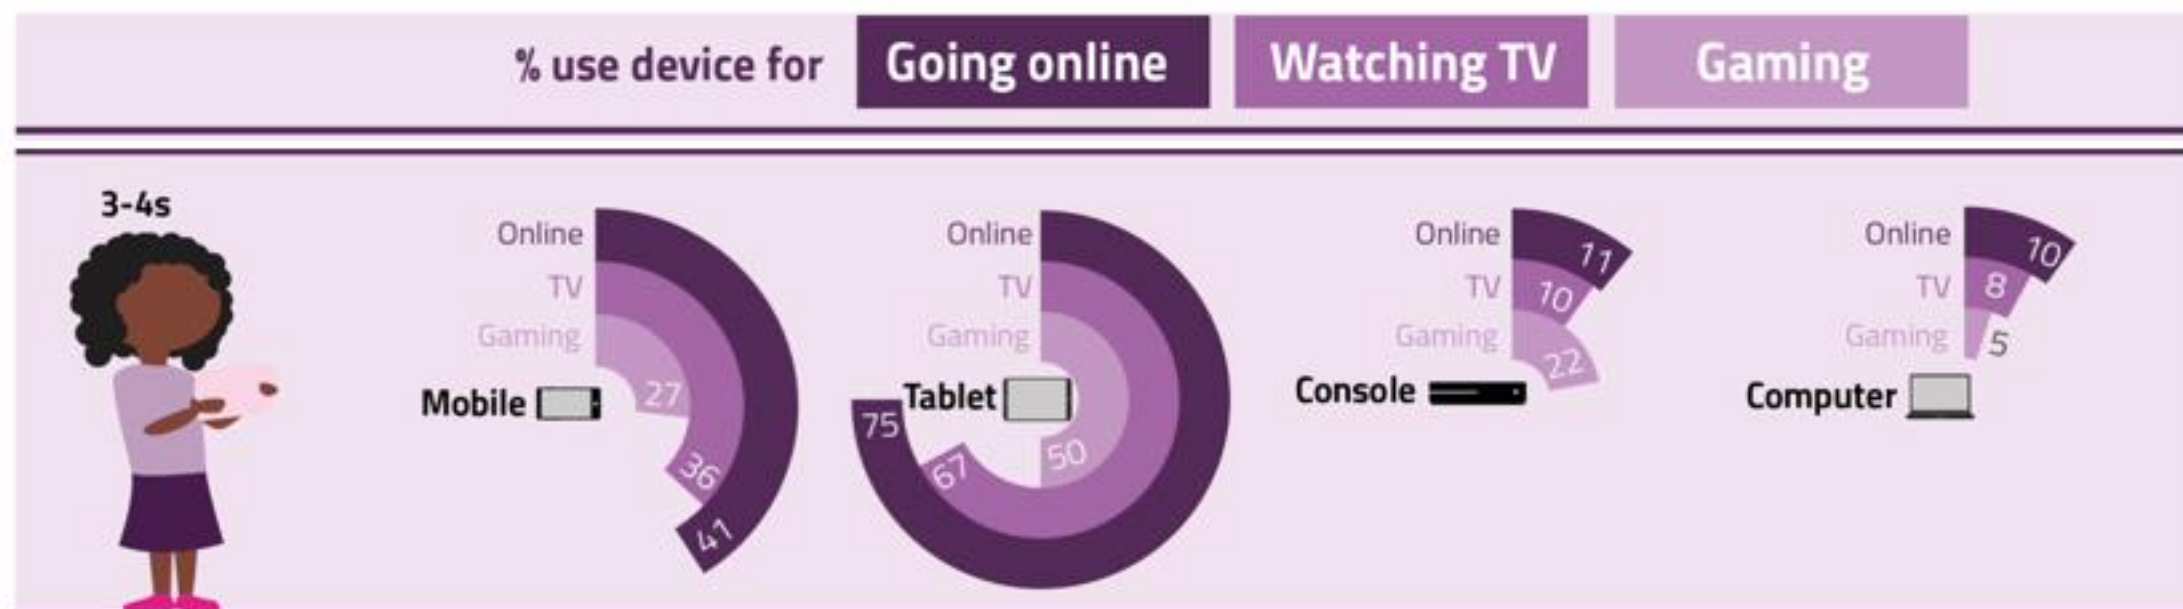 % use device for Going online Watching TV Gaming
3-4s
Online
TV
Gaming
Mobile
27
36
41
Online
TV
Gaming
Tablet
75
67
50
Online 11
TV 10
Gaming 22
Console
Online 10
TV 8
Gaming 5
Computer